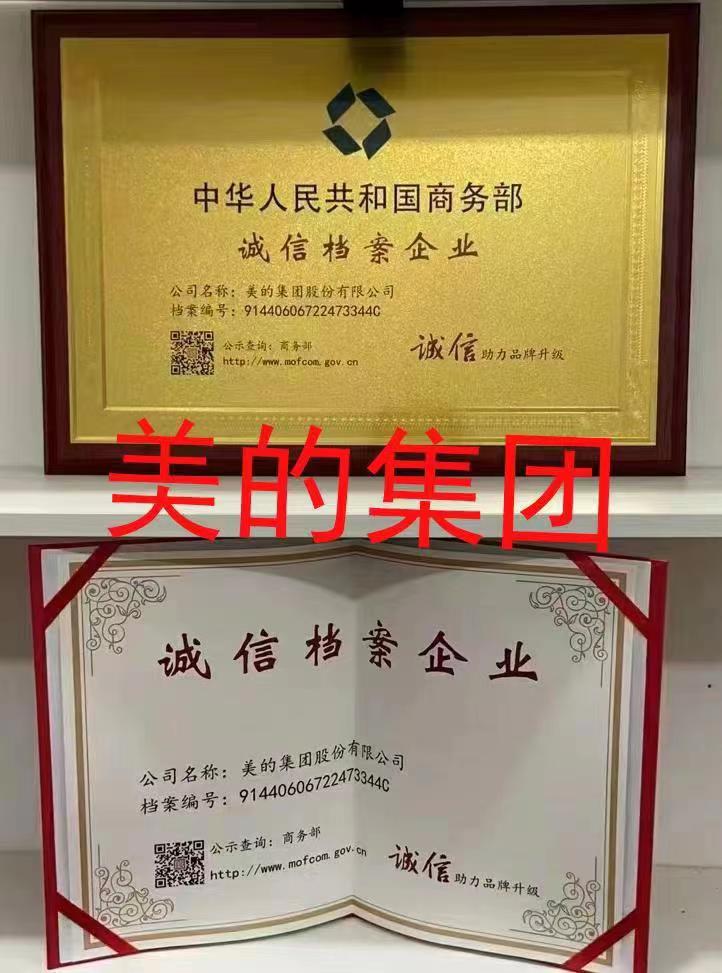 中华人民共和国商务部
诚信档案企业
公司名称：美的集团股份有限公司
档案编号：91440606722473344C
公示查询：商务部
http://www.mofcom.gov.cn
诚信助力品牌升级
美的集团
诚信档案企业
公司名称：美的集团股份有限公司
档案编号：91440606722473344C
公示查询：商务部
http://www.mofcom.gov.cn
诚信助力品牌升级